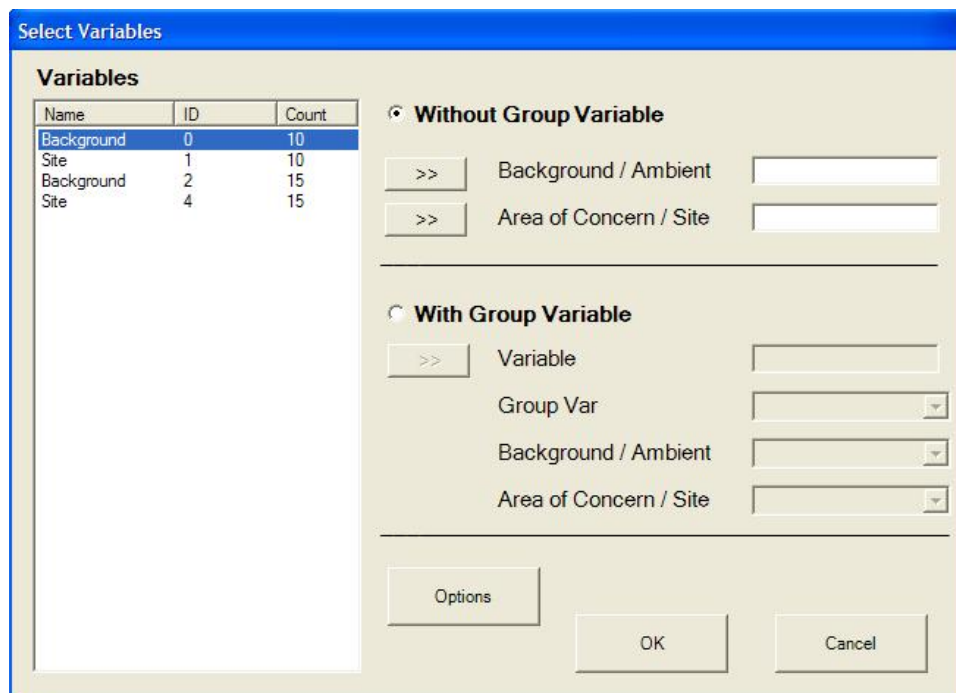 Select Variables
Variables
Name ID Count
Background 0 10
Site 1 10
Background 2 15
Site 4 15
Without Group Variable
>> Background / Ambient
>> Area of Concern / Site
With Group Variable
>> Variable
Group Var
Background / Ambient
Area of Concern / Site
Options
OK Cancel